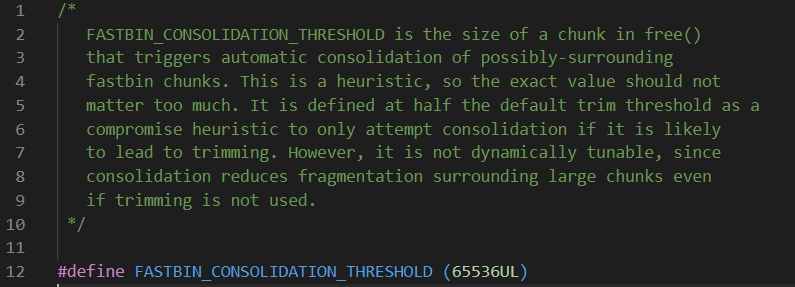 1 /*
2 FASTBIN_CONSOLIDATION_THRESHOLD is the size of a chunk in free()
3 that triggers automatic consolidation of possibly-surrounding
4 fastbin chunks. This is a heuristic, so the exact value should not
5 matter too much. It is defined at half the default trim threshold as a
6 compromise heuristic to only attempt consolidation if it is likely
7 to lead to trimming. However, it is not dynamically tunable, since
8 consolidation reduces fragmentation surrounding large chunks even
9 if trimming is not used.
10 */
11
12 #define FASTBIN_CONSOLIDATION_THRESHOLD (65536UL)